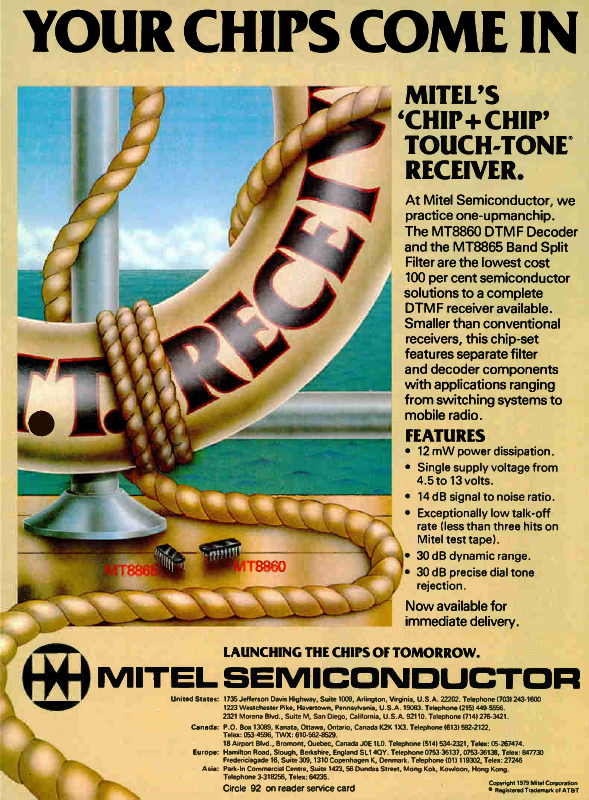 YOUR CHIPS COME IN
MITEL'S
'CHIP + CHIP'
TOUCH-TONE®
RECEIVER.
At Mitel Semiconductor, we
practice one-upmanchip.
The MT8860 DTMF Decoder
and the MT8865 Band Split
Filter are the lowest cost
100 per cent semiconductor
solutions to a complete
DTMF receiver available.
Smaller than conventional
receivers, this chip-set
features separate filter
and decoder components
with applications ranging
from switching systems to
mobile radio.
FEATURES
• 12 mW power dissipation.
• Single supply voltage from
4.5 to 13 volts.
• 14 dB signal to noise ratio.
• Exceptionally low talk-off
rate (less than three hits on
Mitel test tape).
• 30 dB dynamic range.
• 30 dB precise dial tone
rejection.
Now available for
immediate delivery.
T.T. RECEIV
MT8865
MT8860
LAUNCHING THE CHIPS OF TOMORROW.
MITEL SEMICONDUCTOR
United States: 1735 Jefferson Davis Highway, Suite 1009, Arlington, Virginia, U.S.A. 22202. Telephone (703) 243-1600
1223 Westchester Pike, Havertown, Pennsylvania, U.S.A. 19083. Telephone (215) 449-5556.
2321 Morena Blvd., Suite M, San Diego, California, U.S.A. 92110. Telephone (714) 276-3421.
Canada: P.O. Box 13089, Kanata, Ottawa, Ontario, Canada K2K 1X3. Telephone (613) 592-2122,
Telex: 053-4596, TWX: 610-562-8529.
18 Airport Blvd., Bromont, Quebec, Canada J0E 1L0. Telephone (514) 534-2321, Telex: 05-267474.
Europe: Hamilton Road, Slough, Berkshire, England SL1 4QY. Telephone 0753-36137, 0753-36138, Telex: 847730
Fredericiagade 16, Suite 309, 1310 Copenhagen K, Denmark. Telephone (01) 119302, Telex: 27246
Asia: Park-in Commercial Centre, Suite 1423, 56 Dundas Street, Mong Kok, Kowloon, Hong Kong.
Telephone 3-318256, Telex: 64235.
Circle 92 on reader service card
Copyright 1979 Mitel Corporation
® Registered Trademark of AT&T